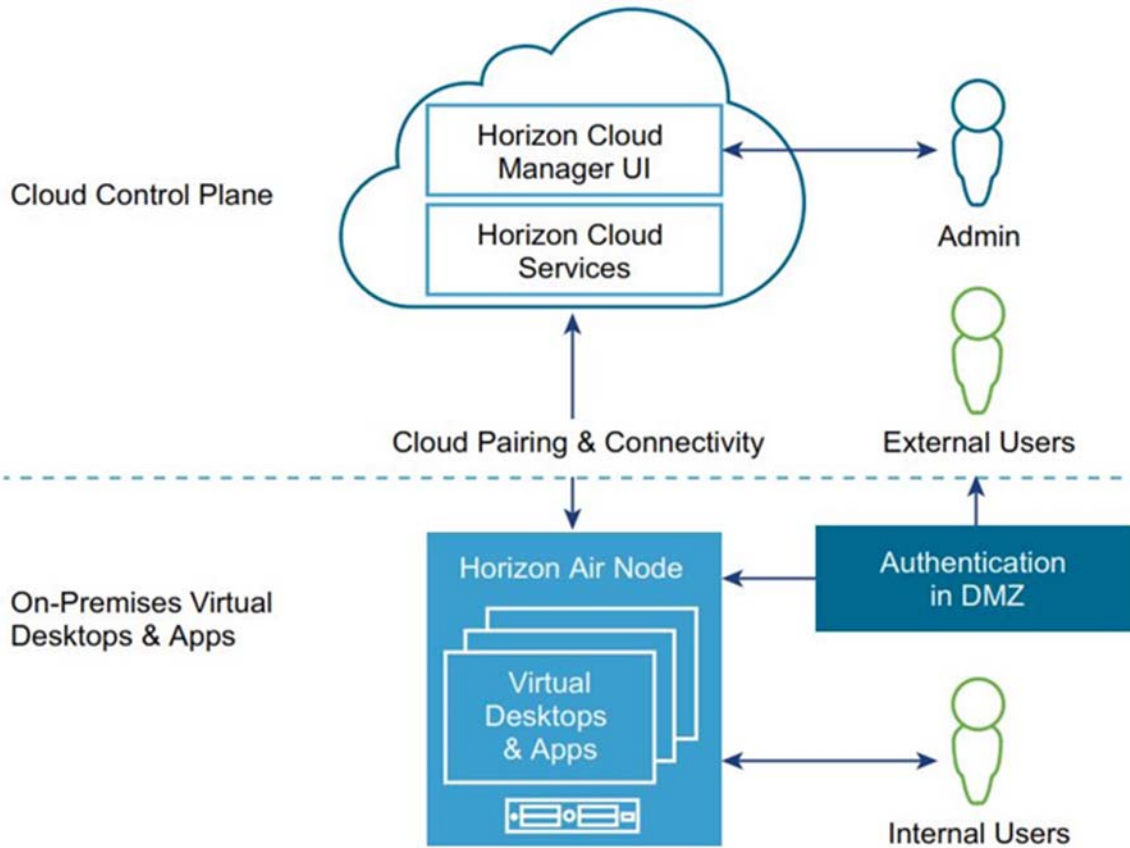 Horizon Cloud
Manager UI
Cloud Control Plane
Horizon Cloud
Services
Admin
Cloud Pairing & Connectivity
External Users
Horizon Air Node
Authentication
in DMZ
On-Premises Virtual
Desktops & Apps
Virtual
Desktops
& Apps
Internal Users